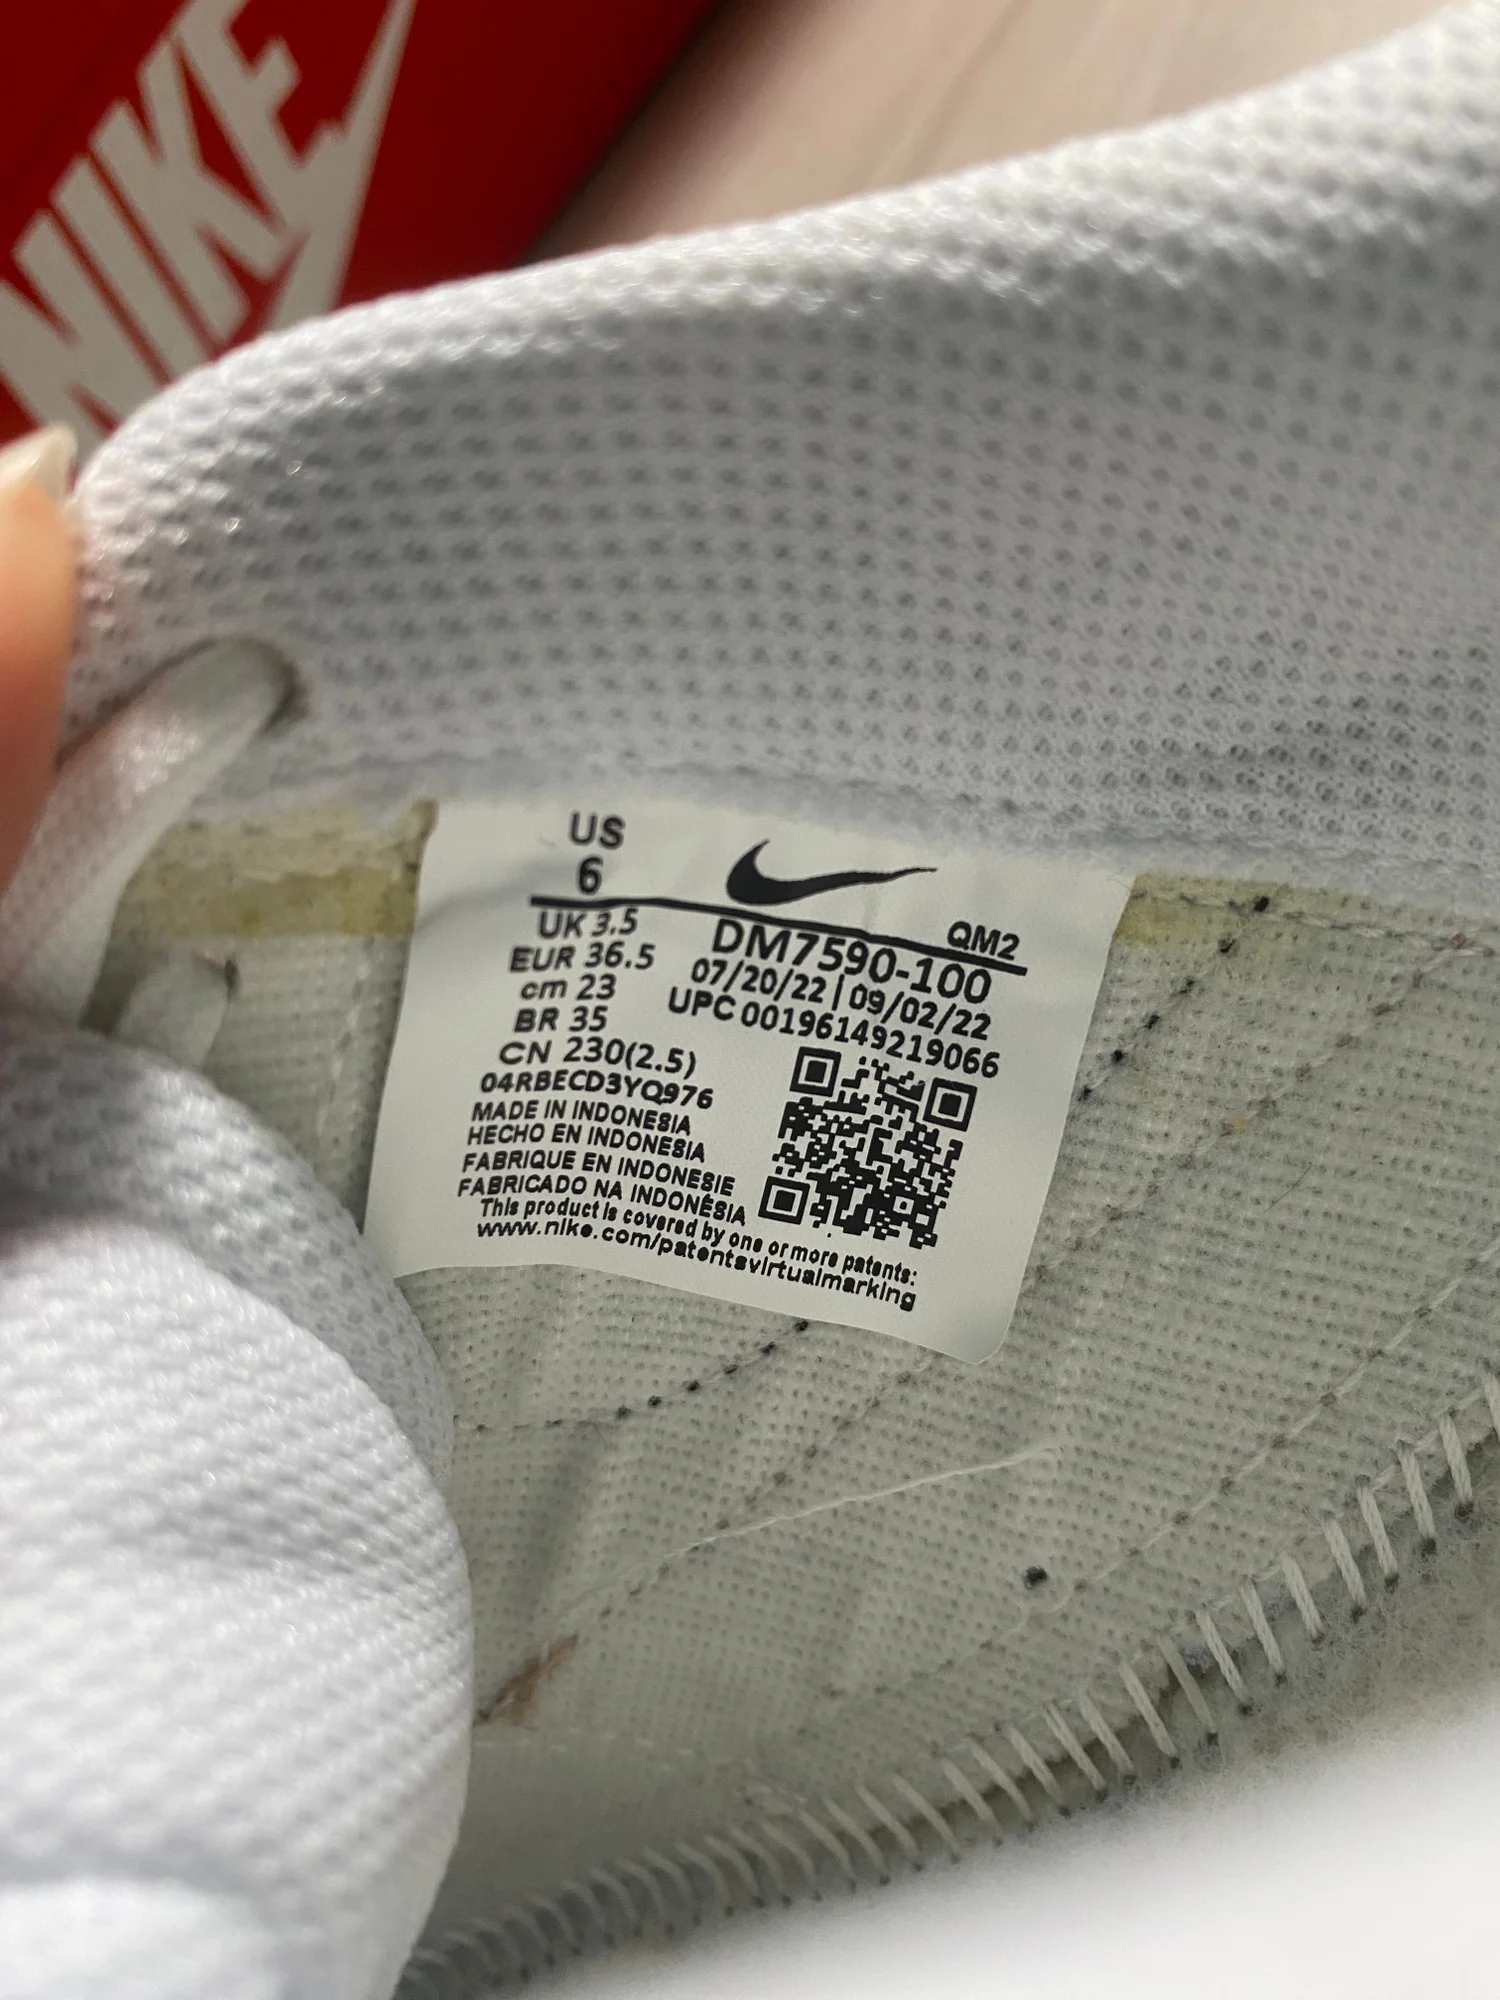 NIKE
US
6
UK 3.5
EUR 36.5
cm 23
BR 35
CN 230(2.5)
04RBECD3YQ976
MADE IN INDONESIA
HECHO EN INDONESIA
FABRIQUE EN INDONESIE
FABRICADO NA INDONÉSIA
This product is covered by one or more patents:
www.nike.com/patentsvirtualmarking
QM2
DM7590-100
07/20/22 | 09/02/22
UPC 00196149219066